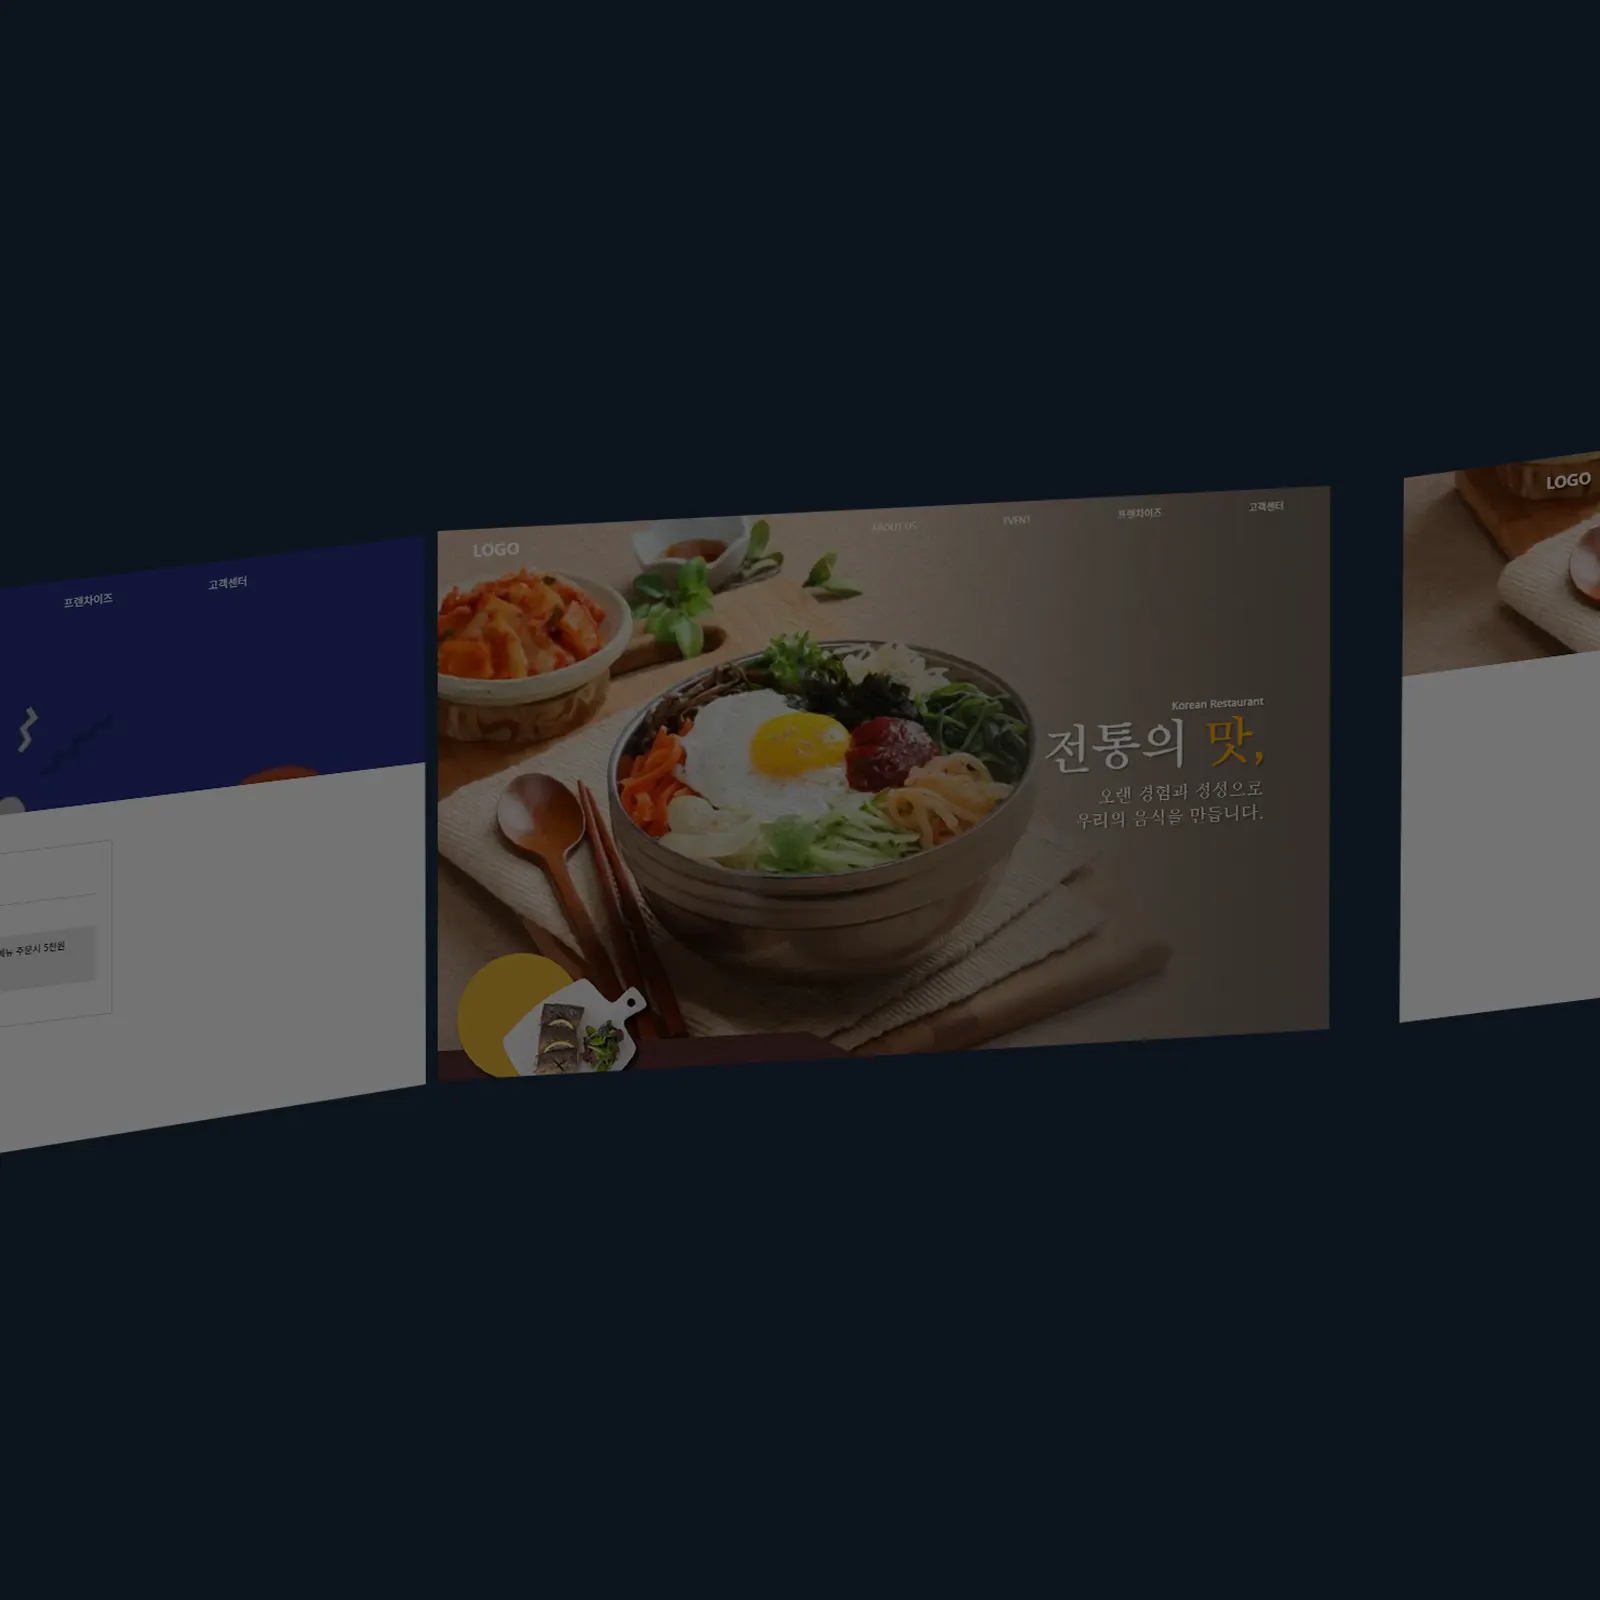 프랜차이즈
고객센터
메뉴 주문시 5천원
LOGO
ABOUT US
EVENT
프랜차이즈
고객센터
Korean Restaurant
전통의 맛,
오랜 경험과 정성으로
우리의 음식을 만듭니다.
LOGO